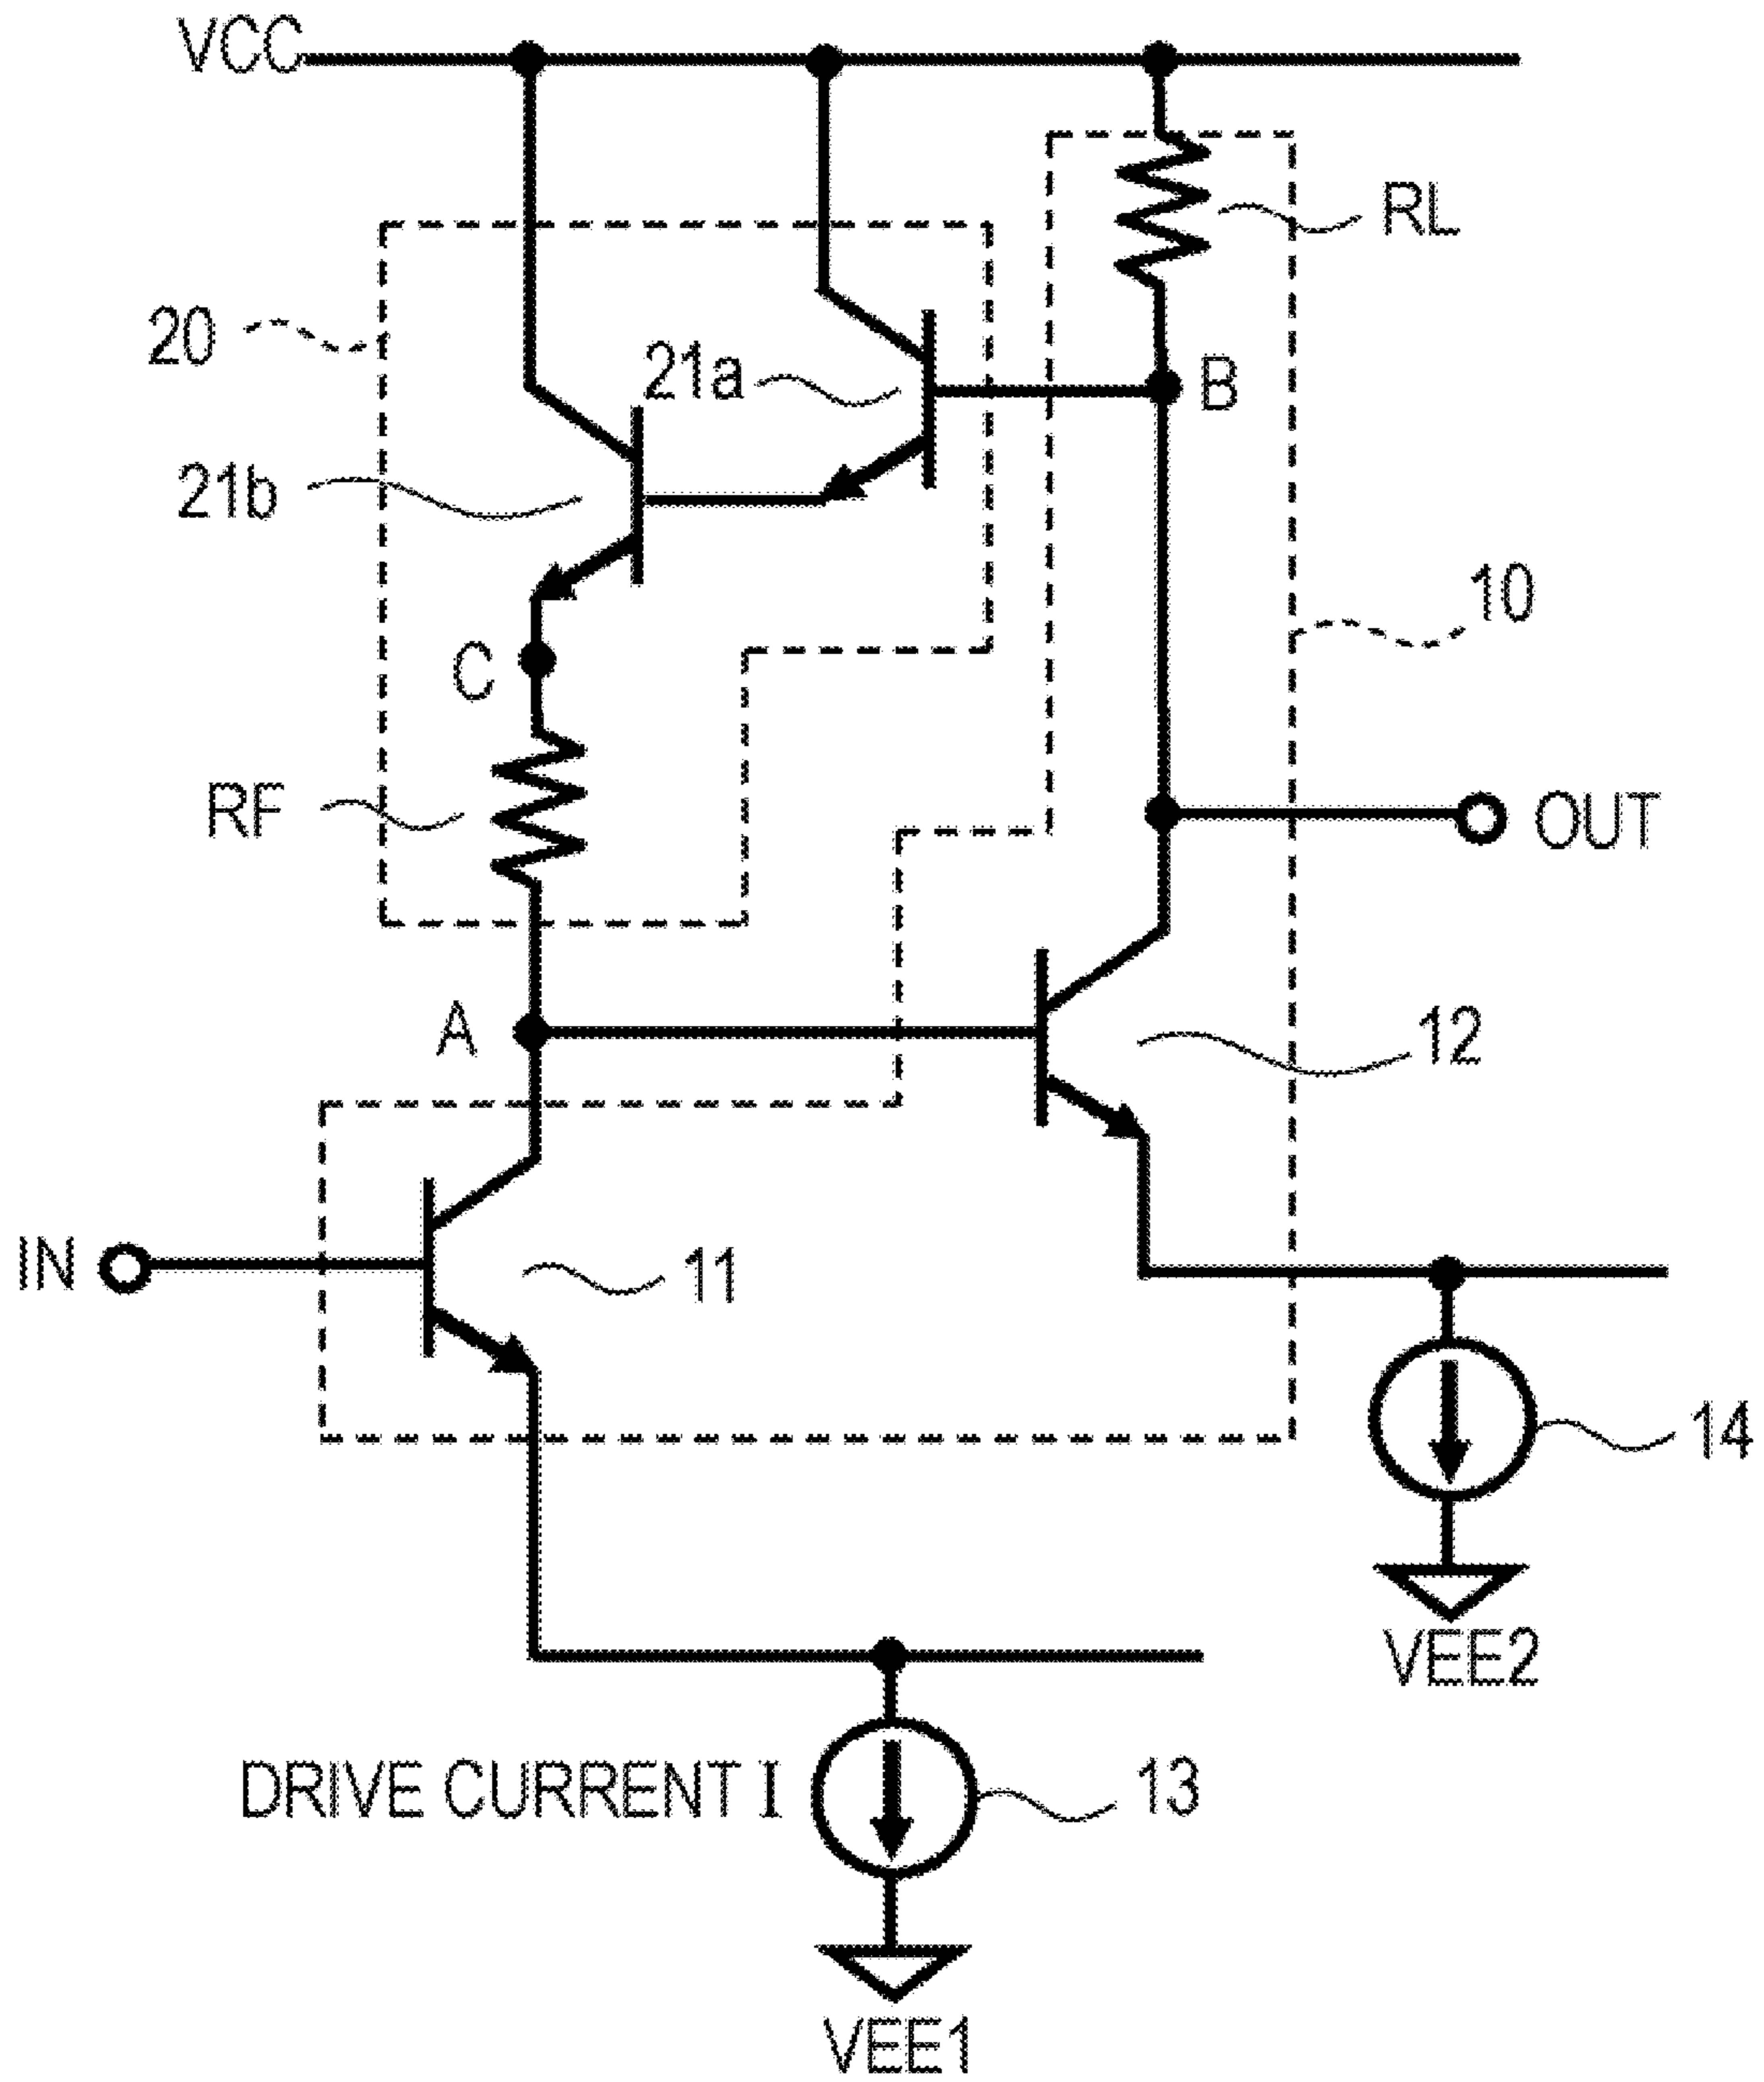 VCC
RL
20
21a
B
21b
10
C
RF
OUT
A
12
IN
11
14
VEE2
DRIVE CURRENT I
13
VEE1